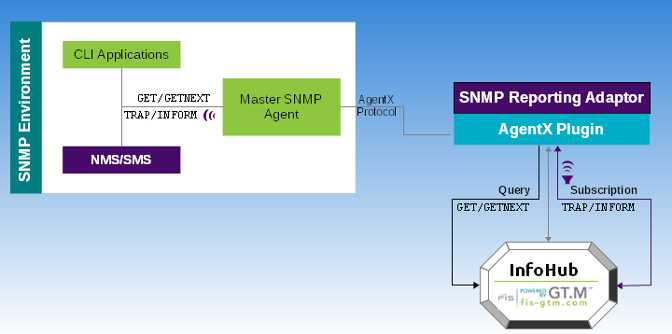 SNMP Environment
CLI Applications
GET/GETNEXT
TRAP/INFORM
Master SNMP
Agent
NMS/SMS
AgentX
Protocol
SNMP Reporting Adaptor
AgentX Plugin
Query
GET/GETNEXT
Subscription
TRAP/INFORM
InfoHub
FIS
POWERED
BY
GT.M™
fis-gtm.com